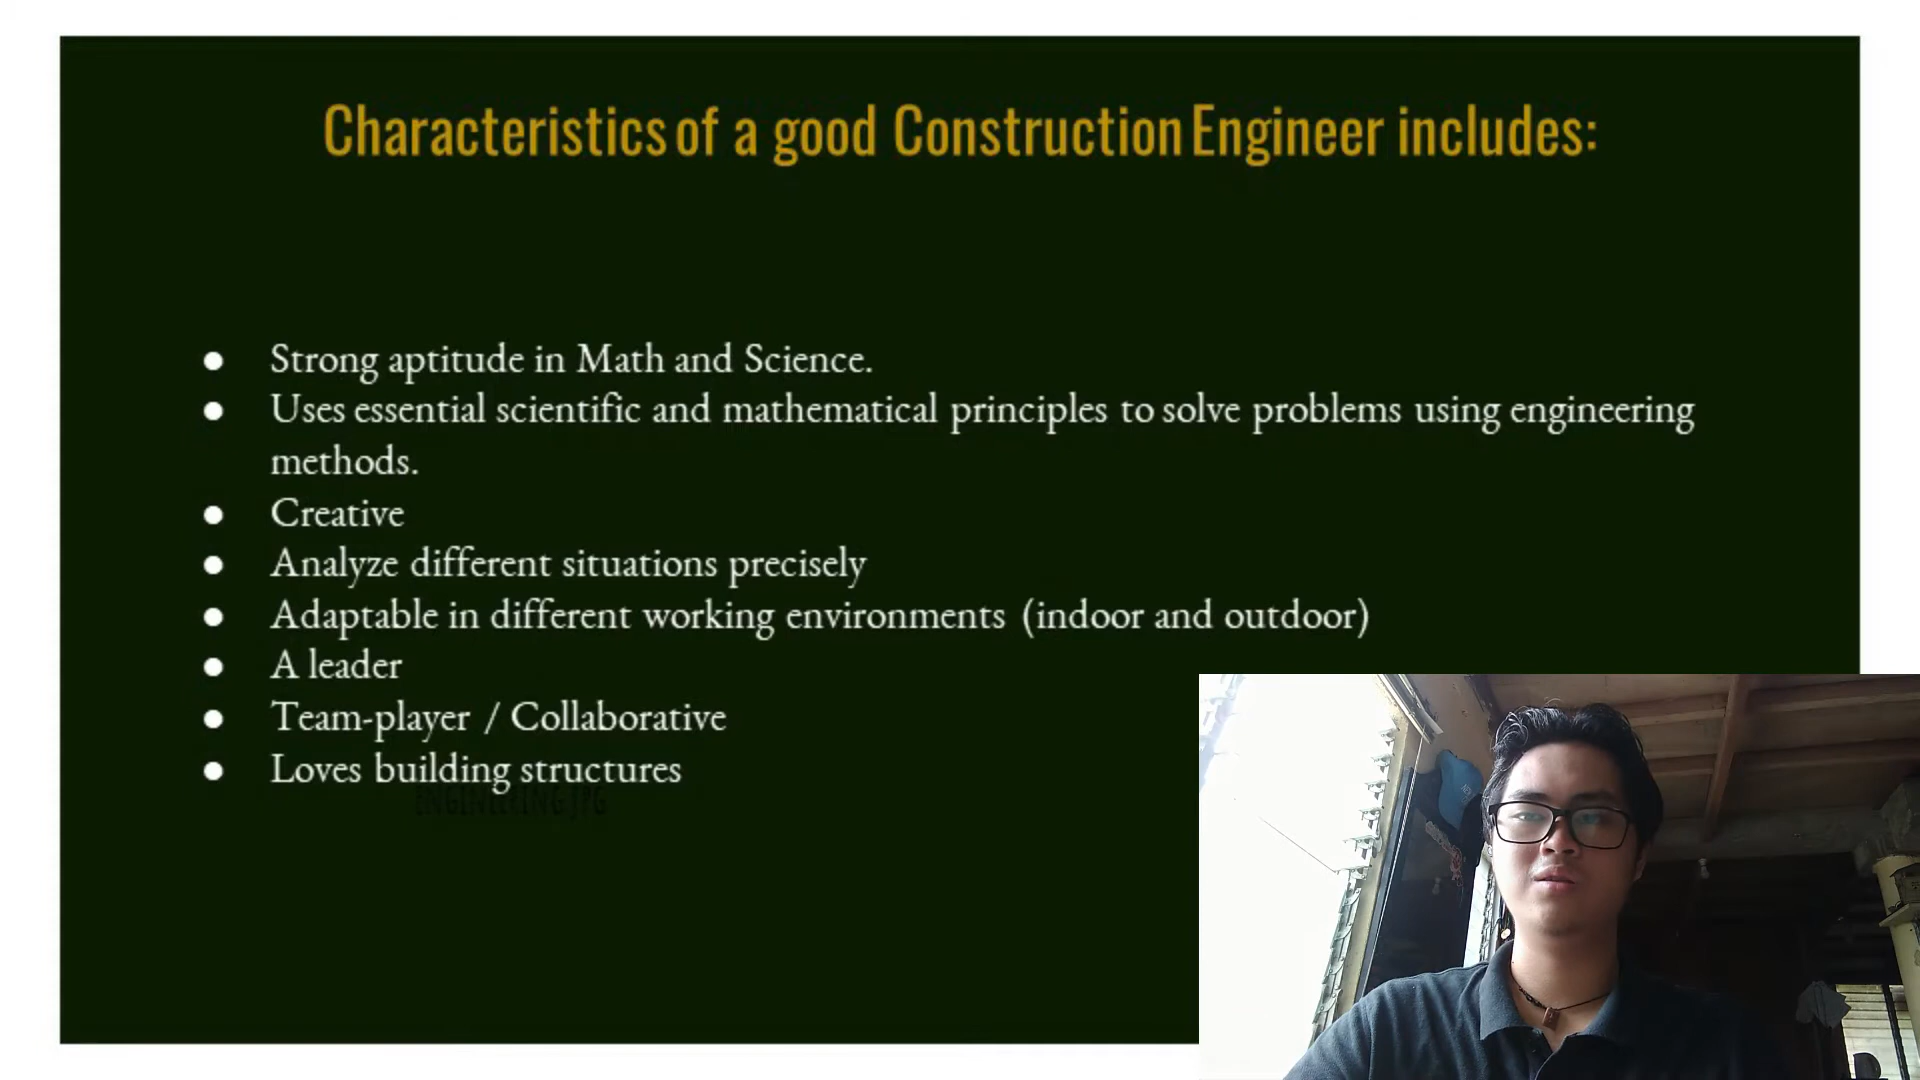 Characteristics of a good Construction Engineer includes:
● Strong aptitude in Math and Science.
● Uses essential scientific and mathematical principles to solve problems using engineering
methods.
● Creative
● Analyze different situations precisely
● Adaptable in different working environments (indoor and outdoor)
● A leader
● Team-player / Collaborative
● Loves building structures
ENGINEERING.JPG